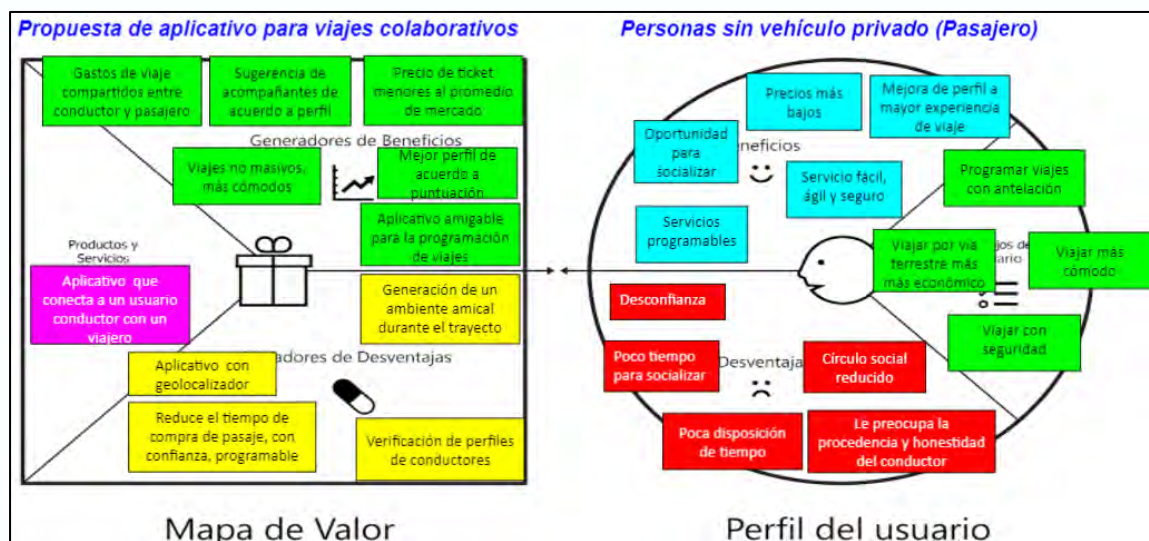 Propuesta de aplicativo para viajes colaborativos
Gastos de viaje
compartidos entre
conductor y pasajero
Sugerencia de
acompañantes de
acuerdo a perfil
Precio de ticket
menores al promedio
de mercado
Generadores de Beneficios
Viajes no masivos,
más cómodos
Mejor perfil de
acuerdo a
puntuación
Aplicativo amigable
para la programación
de viajes
Productos y
Servicios
Aplicativo que
conecta a un usuario
conductor con un
viajero
Generación de un
ambiente amical
durante el trayecto
adores de Desventajas
Aplicativo con
geolocalizador
Reduce el tiempo de
compra de pasaje, con
confianza, programable
Verificación de perfiles
de conductores
Mapa de Valor
Personas sin vehículo privado (Pasajero)
Precios más
bajos
Mejora de perfil a
mayor experiencia
de viaje
Oportunidad
para
socializar
eneficios
Servicio fácil,
ágil y seguro
Programar viajes
con antelación
Servicios
programables
Viajar por via
terrestre más
más económico
jos de
uario
Viajar más
cómodo
Viajar con
seguridad
Desconfianza
Poco tiempo
para socializar
Desventaja
Círculo social
reducido
Poca disposición
de tiempo
Le preocupa la
procedencia y honestidad
del conductor
Perfil del usuario